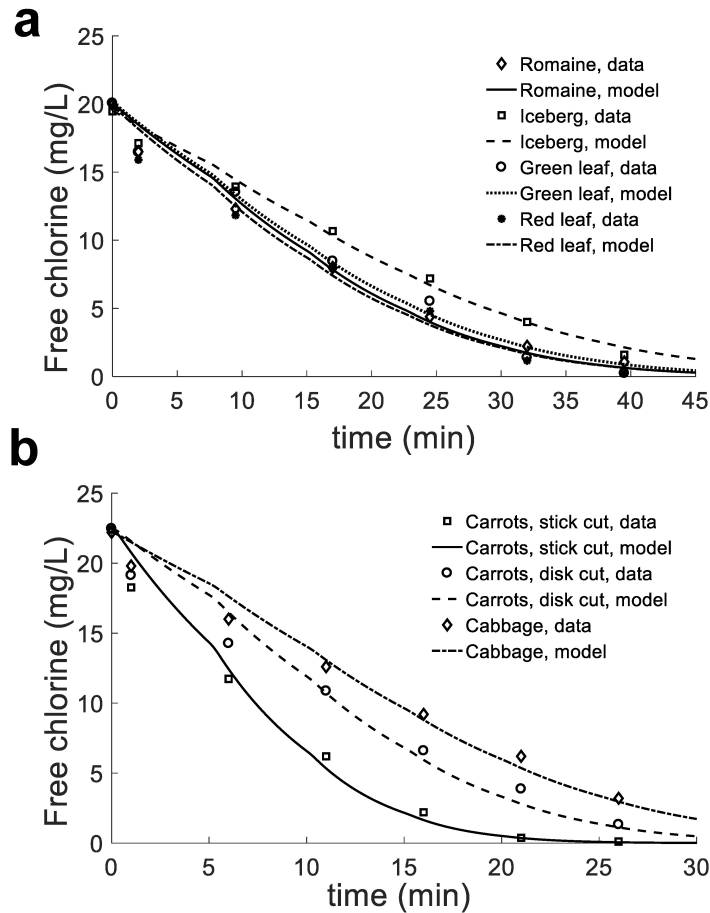 a
25
20
15
10
5
0
Free chlorine (mg/L)
Romaine, data
Romaine, model
Iceberg, data
Iceberg, model
Green leaf, data
Green leaf, model
Red leaf, data
Red leaf, model
0 5 10 15 20 25 30 35 40 45
time (min)
b
25
20
15
10
5
0
Free chlorine (mg/L)
Carrots, stick cut, data
Carrots, stick cut, model
Carrots, disk cut, data
Carrots, disk cut, model
Cabbage, data
Cabbage, model
0 5 10 15 20 25 30
time (min)